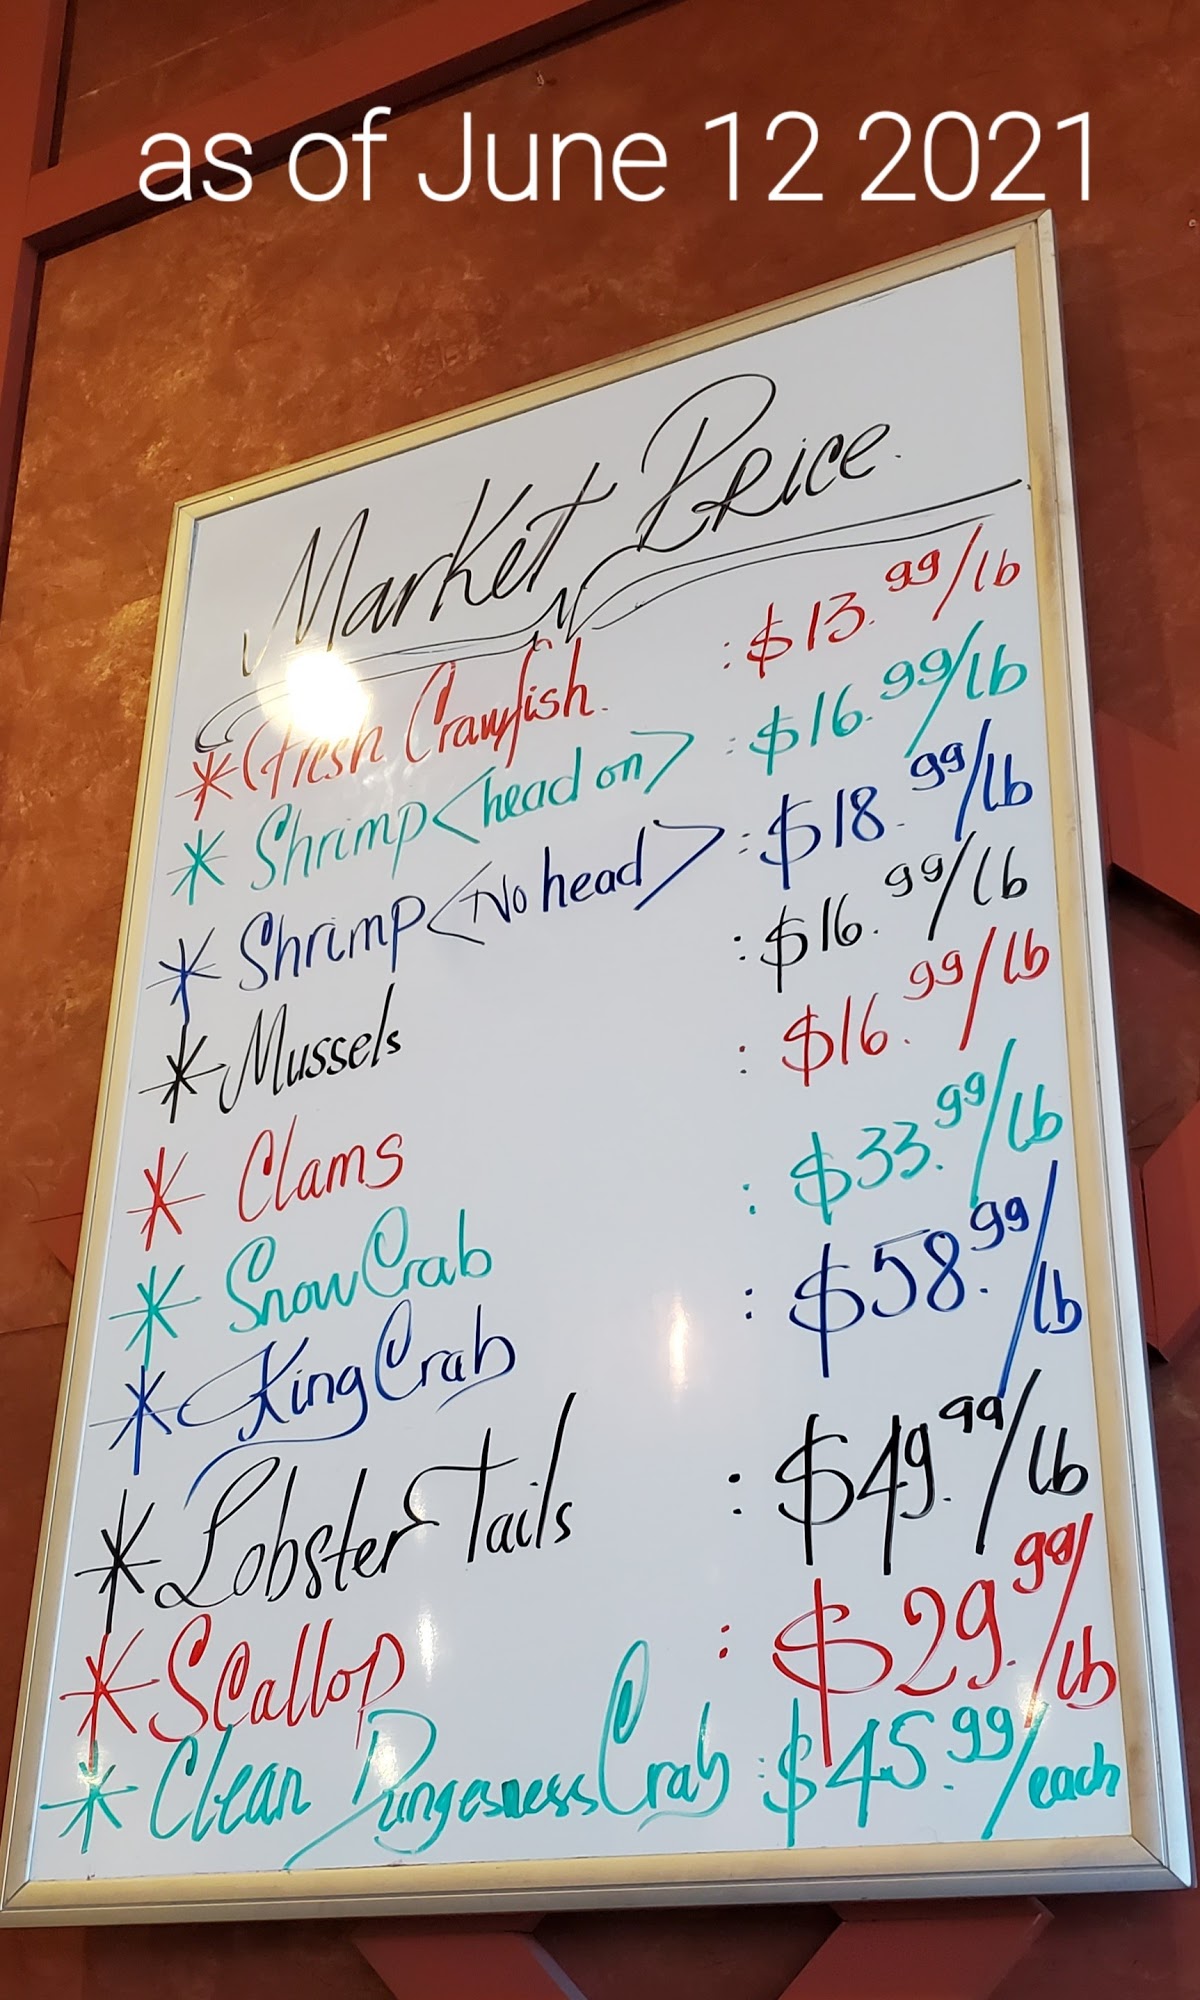 as of June 12 2021
Market Price.
* Fresh Crawfish. : $13.99/lb
* Shrimp <head on> : $16.99/lb
* Shrimp <No head> : $18.99/lb
* Mussels : $16.99/lb
* Clams : $16.99/lb
* Snow Crab : $33.99/lb
* King Crab : $58.99/lb
* Lobster Tails : $49.99/lb
* Scallop : $29.99/lb
* Clean Dungesness Crab : $45.99/each